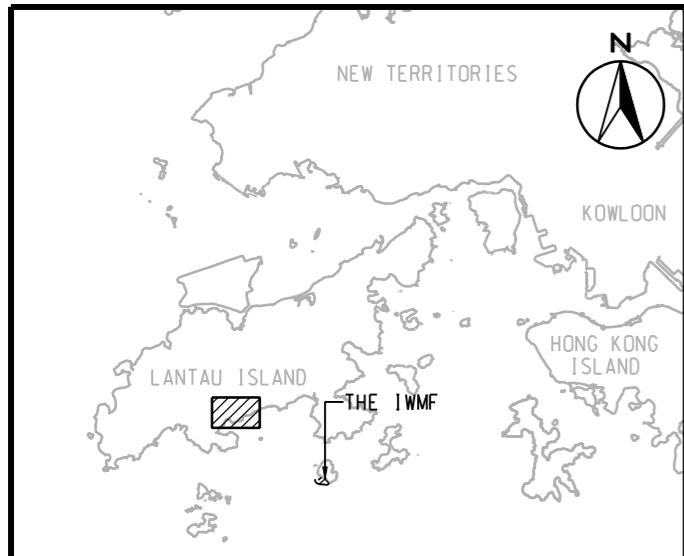 N
NEW TERRITORIES
KOWLOON
HONG KONG
ISLAND
LANTAU ISLAND
THE IWMF